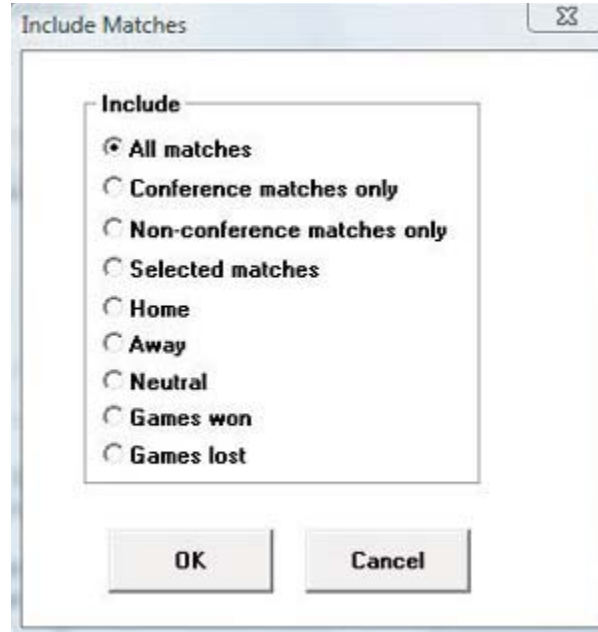 Include Matches
Include
All matches
Conference matches only
Non-conference matches only
Selected matches
Home
Away
Neutral
Games won
Games lost
OK Cancel